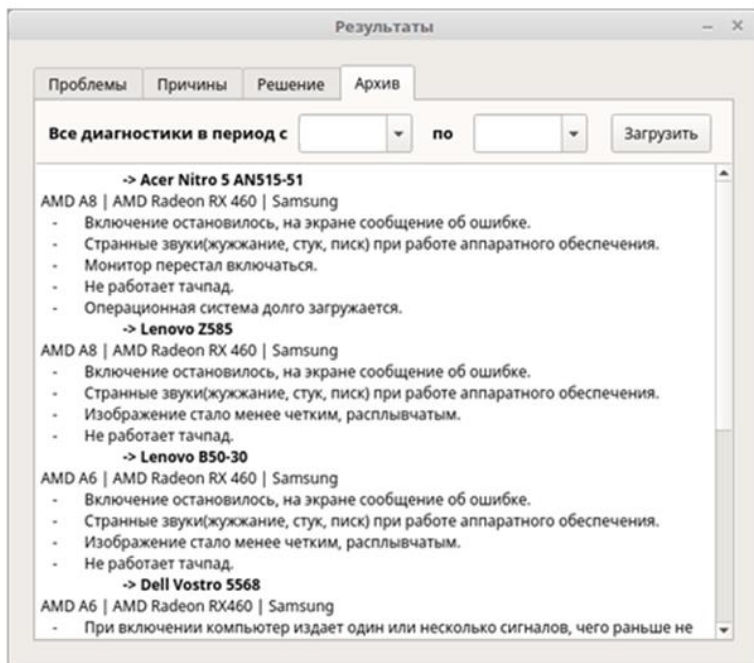 Результаты
Проблемы Причины Решение Архив
Все диагностики в период с по Загрузить
-> Acer Nitro 5 AN515-51
AMD A8 | AMD Radeon RX 460 | Samsung
- Включение остановилось, на экране сообщение об ошибке.
- Странные звуки(жужжание, стук, писк) при работе аппаратного обеспечения.
- Монитор перестал включаться.
- Не работает тачпад.
- Операционная система долго загружается.
-> Lenovo Z585
AMD A8 | AMD Radeon RX 460 | Samsung
- Включение остановилось, на экране сообщение об ошибке.
- Странные звуки(жужжание, стук, писк) при работе аппаратного обеспечения.
- Изображение стало менее четким, расплывчатым.
- Не работает тачпад.
-> Lenovo B50-30
AMD A6 | AMD Radeon RX 460 | Samsung
- Включение остановилось, на экране сообщение об ошибке.
- Странные звуки(жужжание, стук, писк) при работе аппаратного обеспечения.
- Изображение стало менее четким, расплывчатым.
- Не работает тачпад.
-> Dell Vostro 5568
AMD A6 | AMD Radeon RX460 | Samsung
- При включении компьютер издает один или несколько сигналов, чего раньше не